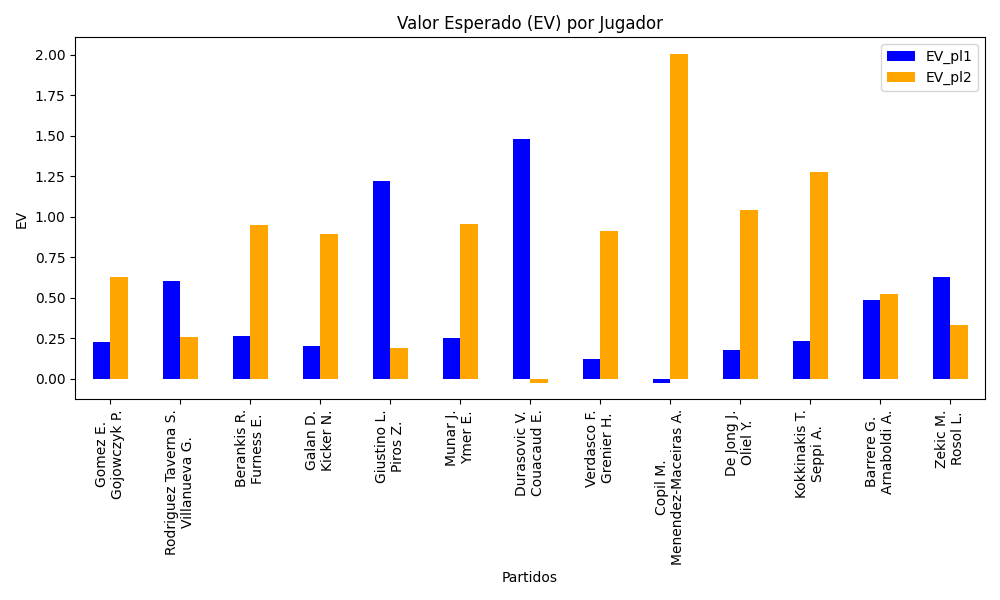 Valor Esperado (EV) por Jugador
EV_pl1
EV_pl2
EV
2.00
1.75
1.50
1.25
1.00
0.75
0.50
0.25
0.00
Gomez E.
Gojowczyk P.
Rodriguez Taverna S.
Villanueva G.
Berankis R.
Furness E.
Galan D.
Kicker N.
Giustino L.
Piros Z.
Munar J.
Ymer E.
Durasovic V.
Couacaud E.
Verdasco F.
Grenier H.
Copil M.
Menendez-Maceiras A.
De Jong J.
Oliel Y.
Kokkinakis T.
Seppi A.
Barrere G.
Arnaboldi A.
Zekic M.
Rosol L.
Partidos